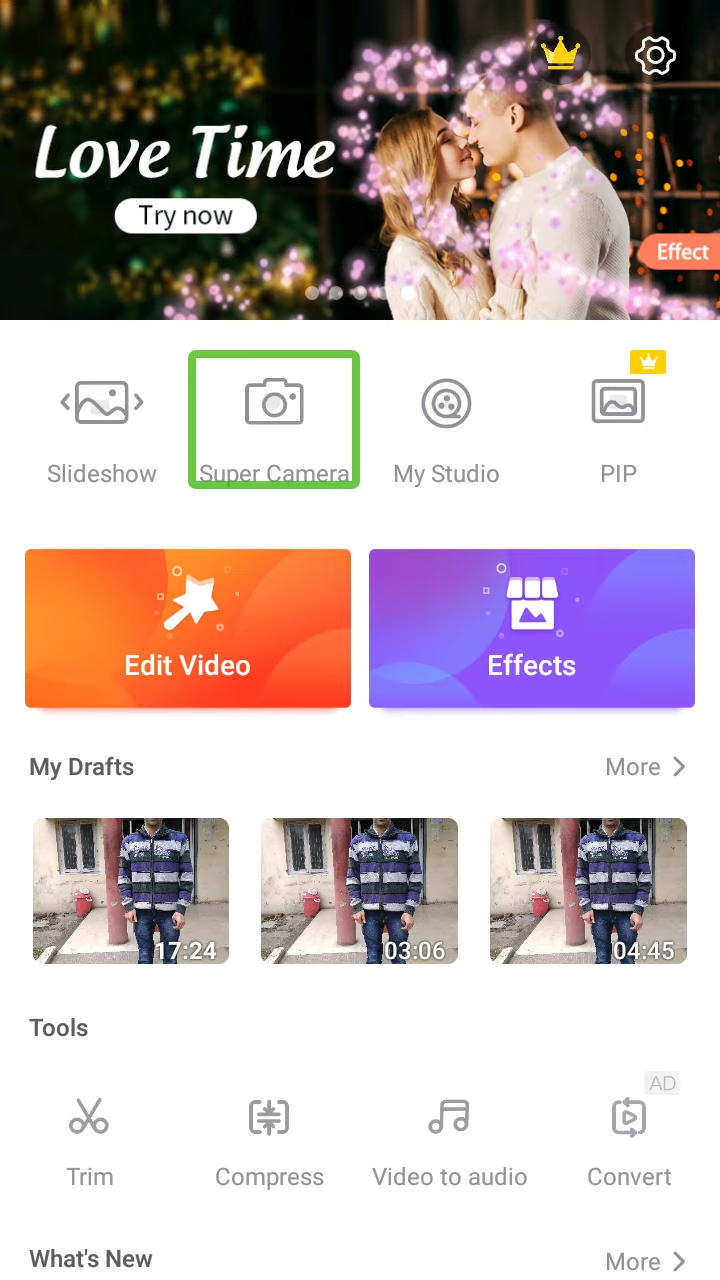 Love Time
Try now
Effect
Slideshow
Super Camera
My Studio
PIP
Edit Video
Effects
My Drafts
More
17:24
03:06
04:45
Tools
AD
Trim
Compress
Video to audio
Convert
What's New
More